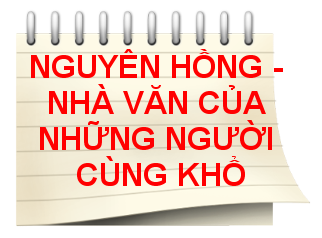 NGUYÊN HỒNG -
NHÀ VĂN CỦA
NHỮNG NGƯỜI
CÙNG KHỔ